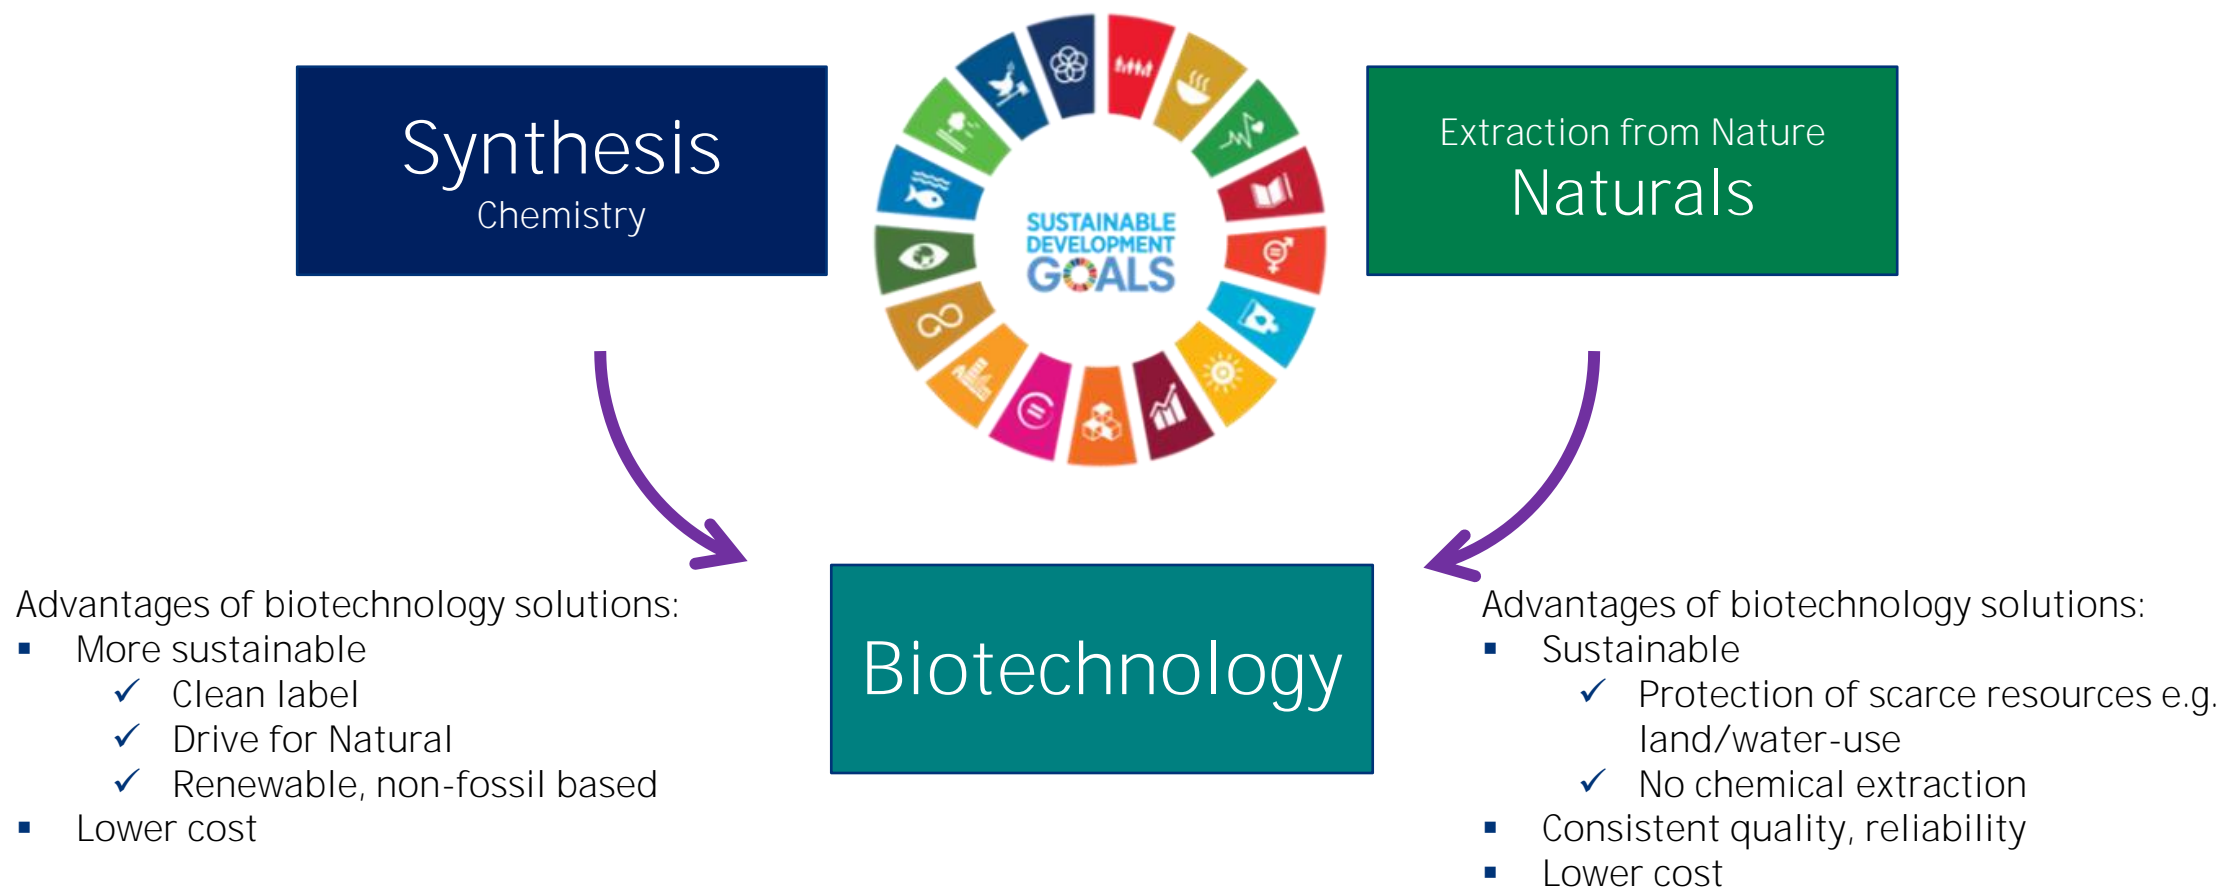 Synthesis
Chemistry
SUSTAINABLE
DEVELOPMENT
GOALS
Extraction from Nature
Naturals
Biotechnology
Advantages of biotechnology solutions:
▪ More sustainable
✓ Clean label
✓ Drive for Natural
✓ Renewable, non-fossil based
▪ Lower cost
Advantages of biotechnology solutions:
▪ Sustainable
✓ Protection of scarce resources e.g.
land/water-use
✓ No chemical extraction
▪ Consistent quality, reliability
▪ Lower cost